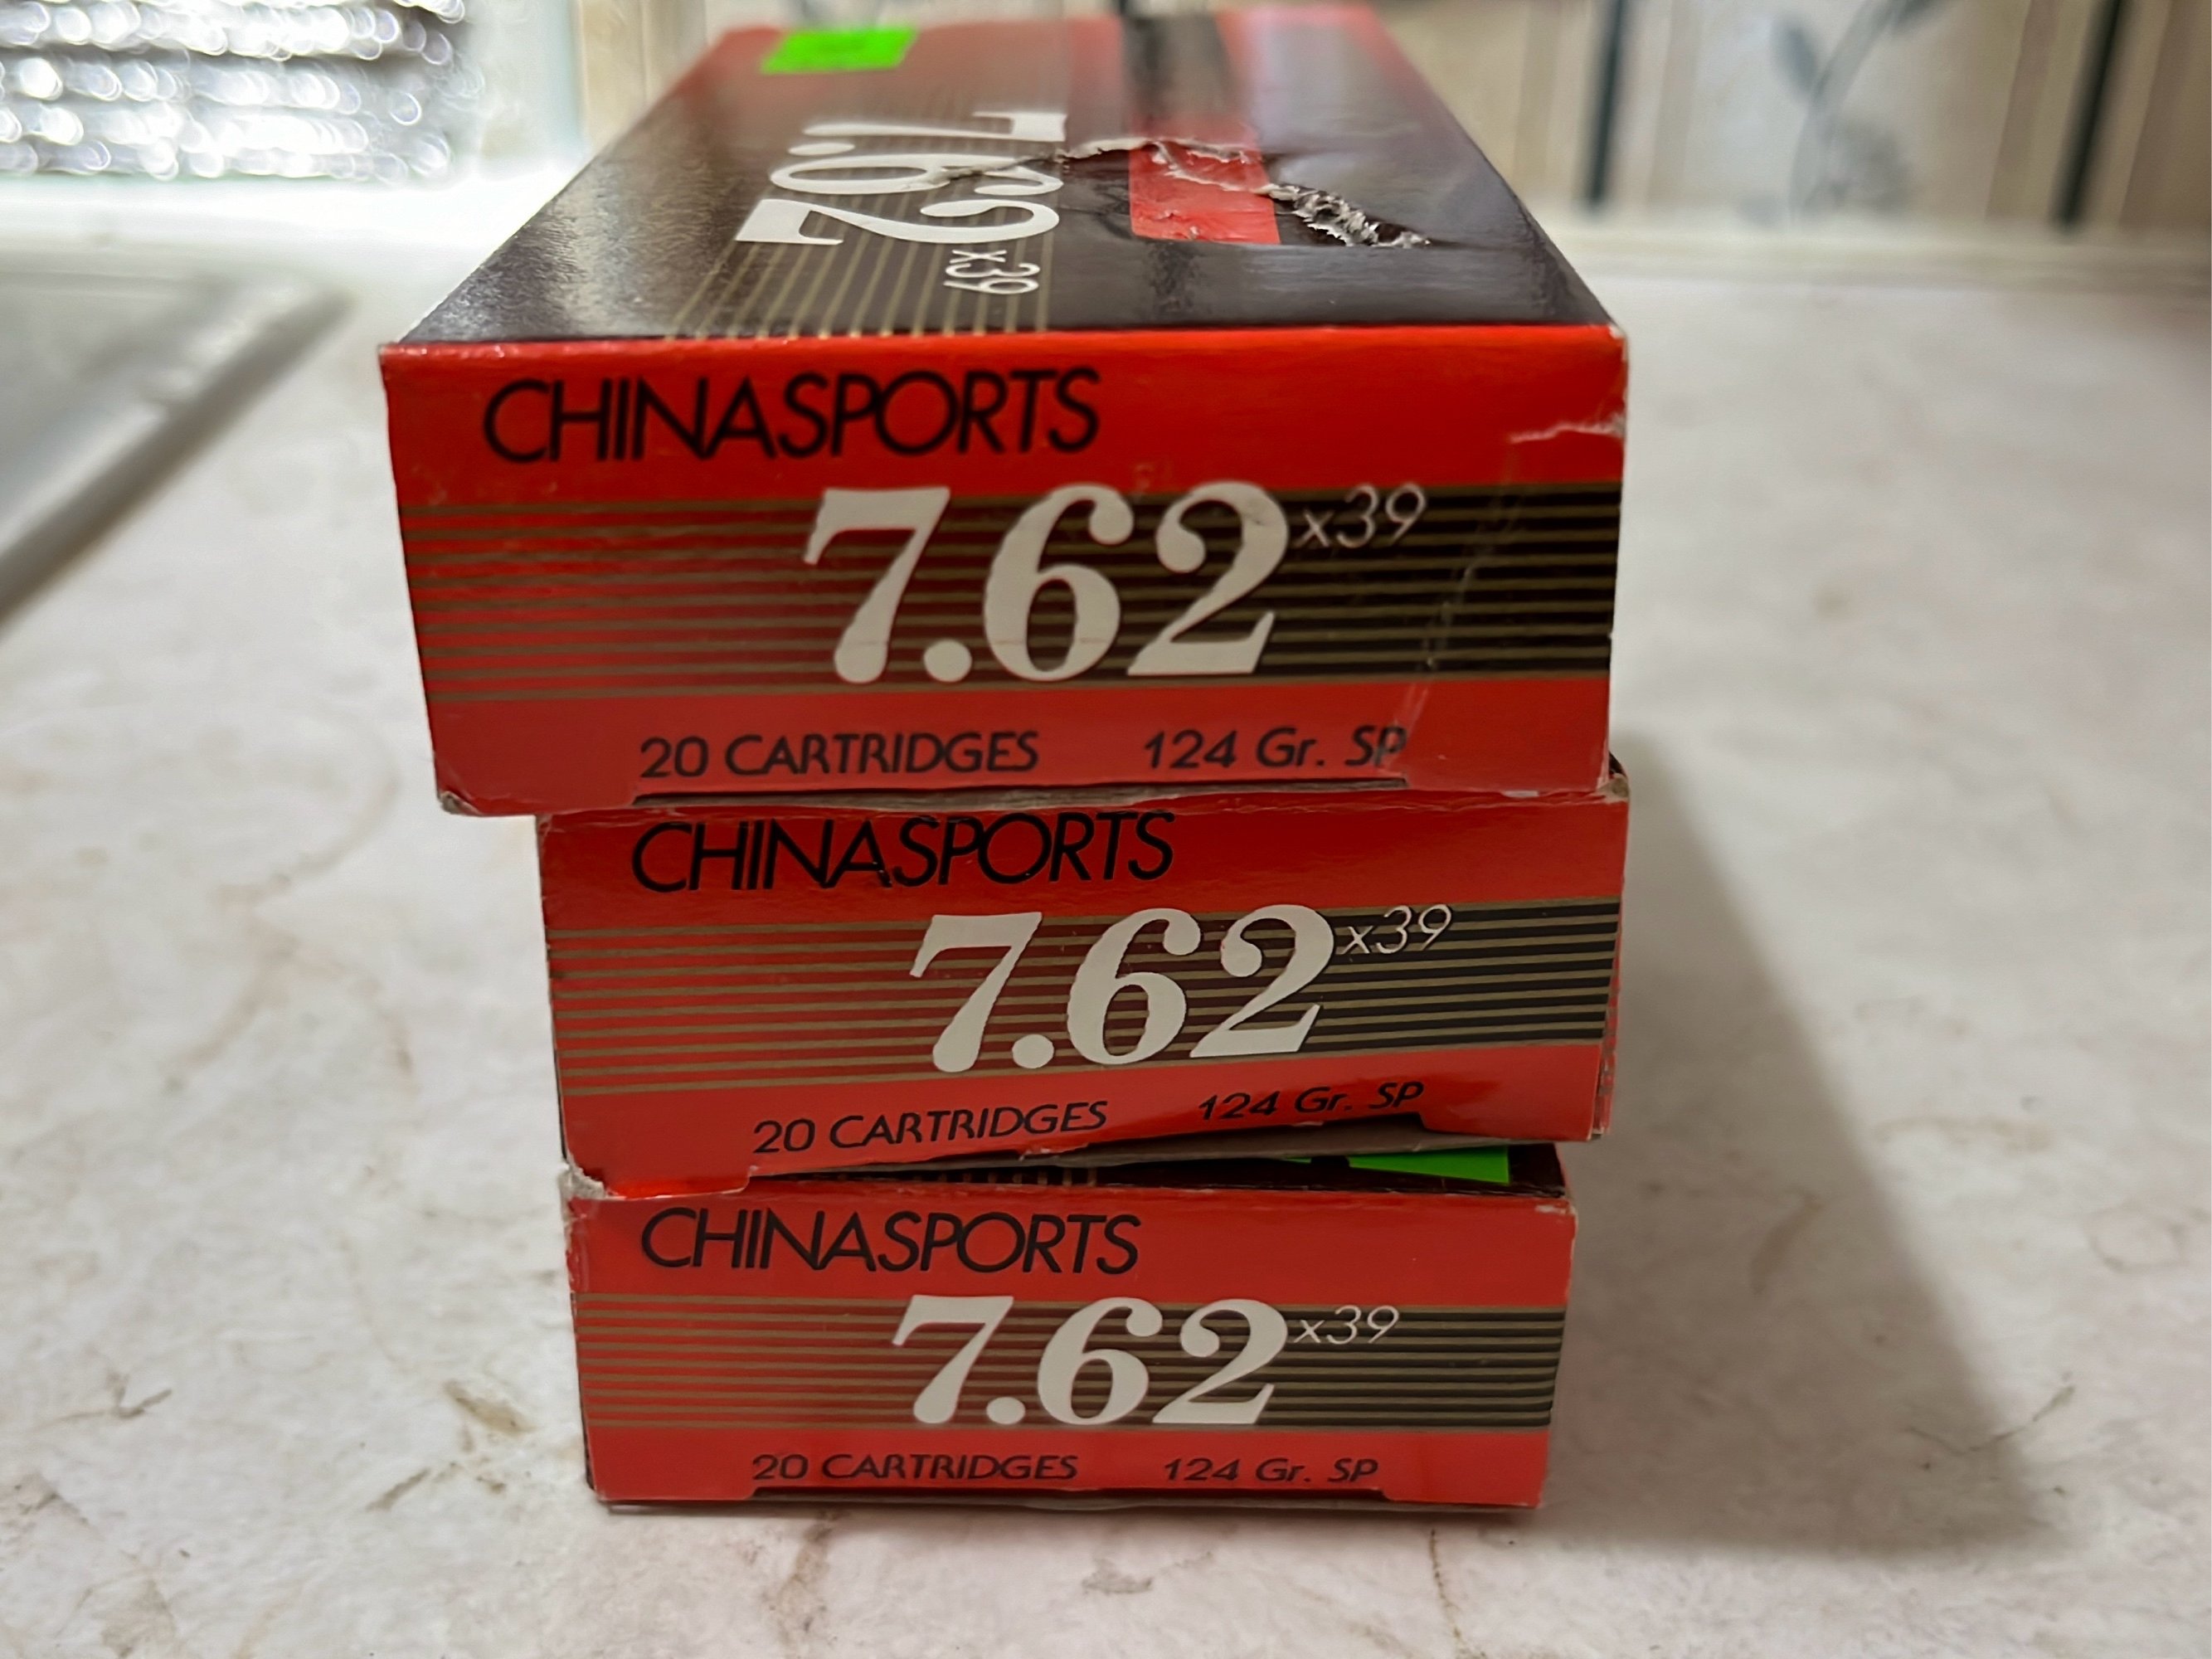 7.62
x39
CHINASPORTS
7.62 x39
20 CARTRIDGES 124 Gr. SP
CHINASPORTS
7.62 x39
20 CARTRIDGES 124 Gr. SP
CHINASPORTS
7.62 x39
20 CARTRIDGES 124 Gr. SP